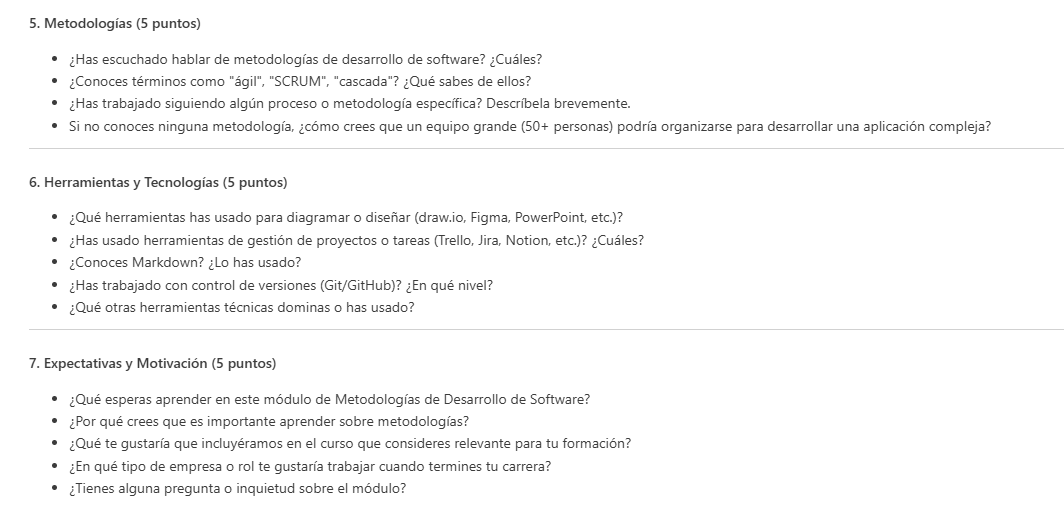 5. Metodologías (5 puntos)
¿Has escuchado hablar de metodologías de desarrollo de software? ¿Cuáles?
¿Conoces términos como "ágil", "SCRUM", "cascada"? ¿Qué sabes de ellos?
¿Has trabajado siguiendo algún proceso o metodología específica? Descríbela brevemente.
Si no conoces ninguna metodología, ¿cómo crees que un equipo grande (50+ personas) podría organizarse para desarrollar una aplicación compleja?
6. Herramientas y Tecnologías (5 puntos)
¿Qué herramientas has usado para diagramar o diseñar (draw.io, Figma, PowerPoint, etc.)?
¿Has usado herramientas de gestión de proyectos o tareas (Trello, Jira, Notion, etc.)? ¿Cuáles?
¿Conoces Markdown? ¿Lo has usado?
¿Has trabajado con control de versiones (Git/GitHub)? ¿En qué nivel?
¿Qué otras herramientas técnicas dominas o has usado?
7. Expectativas y Motivación (5 puntos)
¿Qué esperas aprender en este módulo de Metodologías de Desarrollo de Software?
¿Por qué crees que es importante aprender sobre metodologías?
¿Qué te gustaría que incluyéramos en el curso que consideres relevante para tu formación?
¿En qué tipo de empresa o rol te gustaría trabajar cuando termines tu carrera?
¿Tienes alguna pregunta o inquietud sobre el módulo?